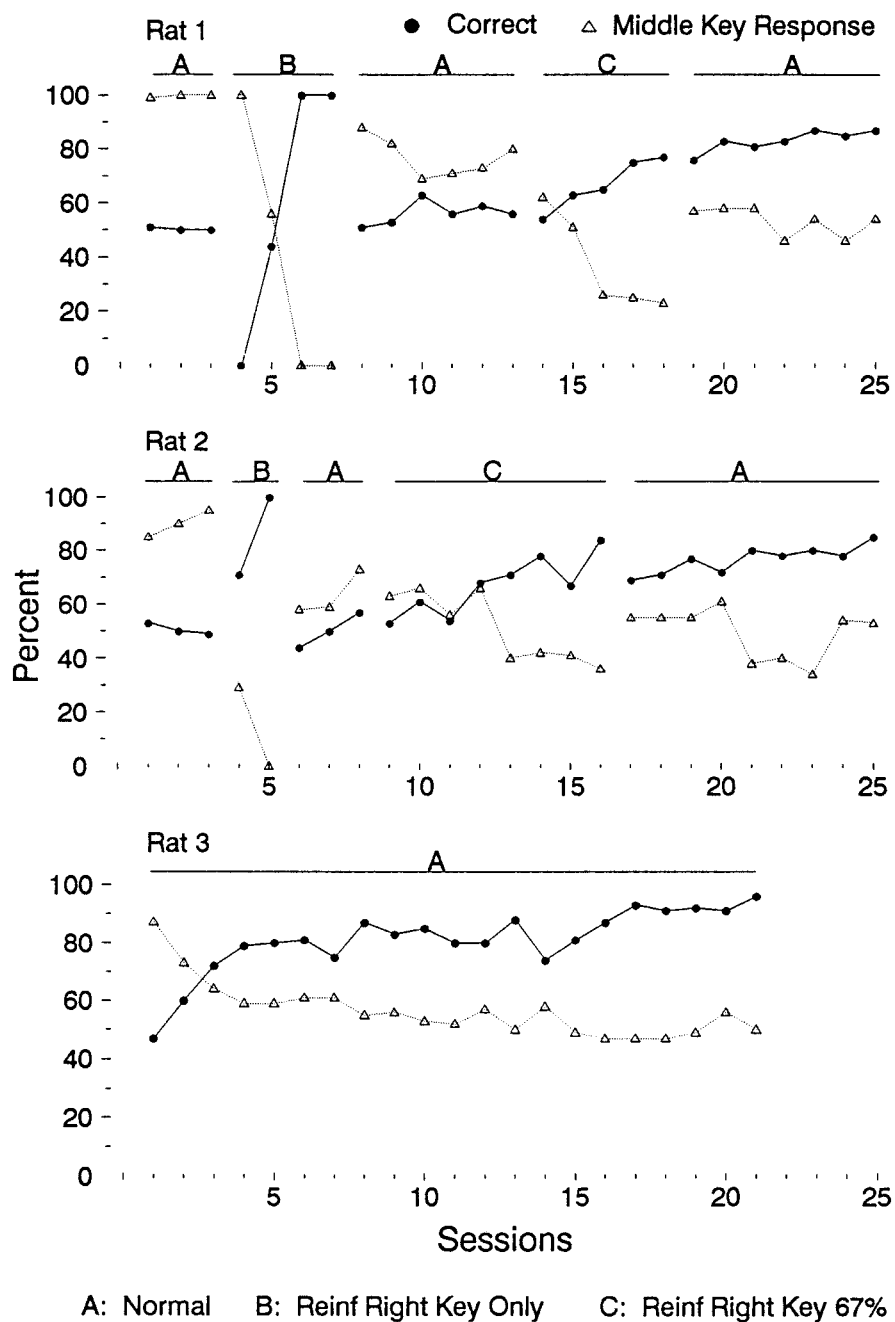 Rat 1
● Correct △ Middle Key Response
A B A C A
100
80
60
40
20
0
5 10 15 20 25
Rat 2
A B A C A
100
80
60
40
20
0
5 10 15 20 25
Percent
Rat 3
A
100
80
60
40
20
0
5 10 15 20 25
Sessions
A: Normal B: Reinf Right Key Only C: Reinf Right Key 67%